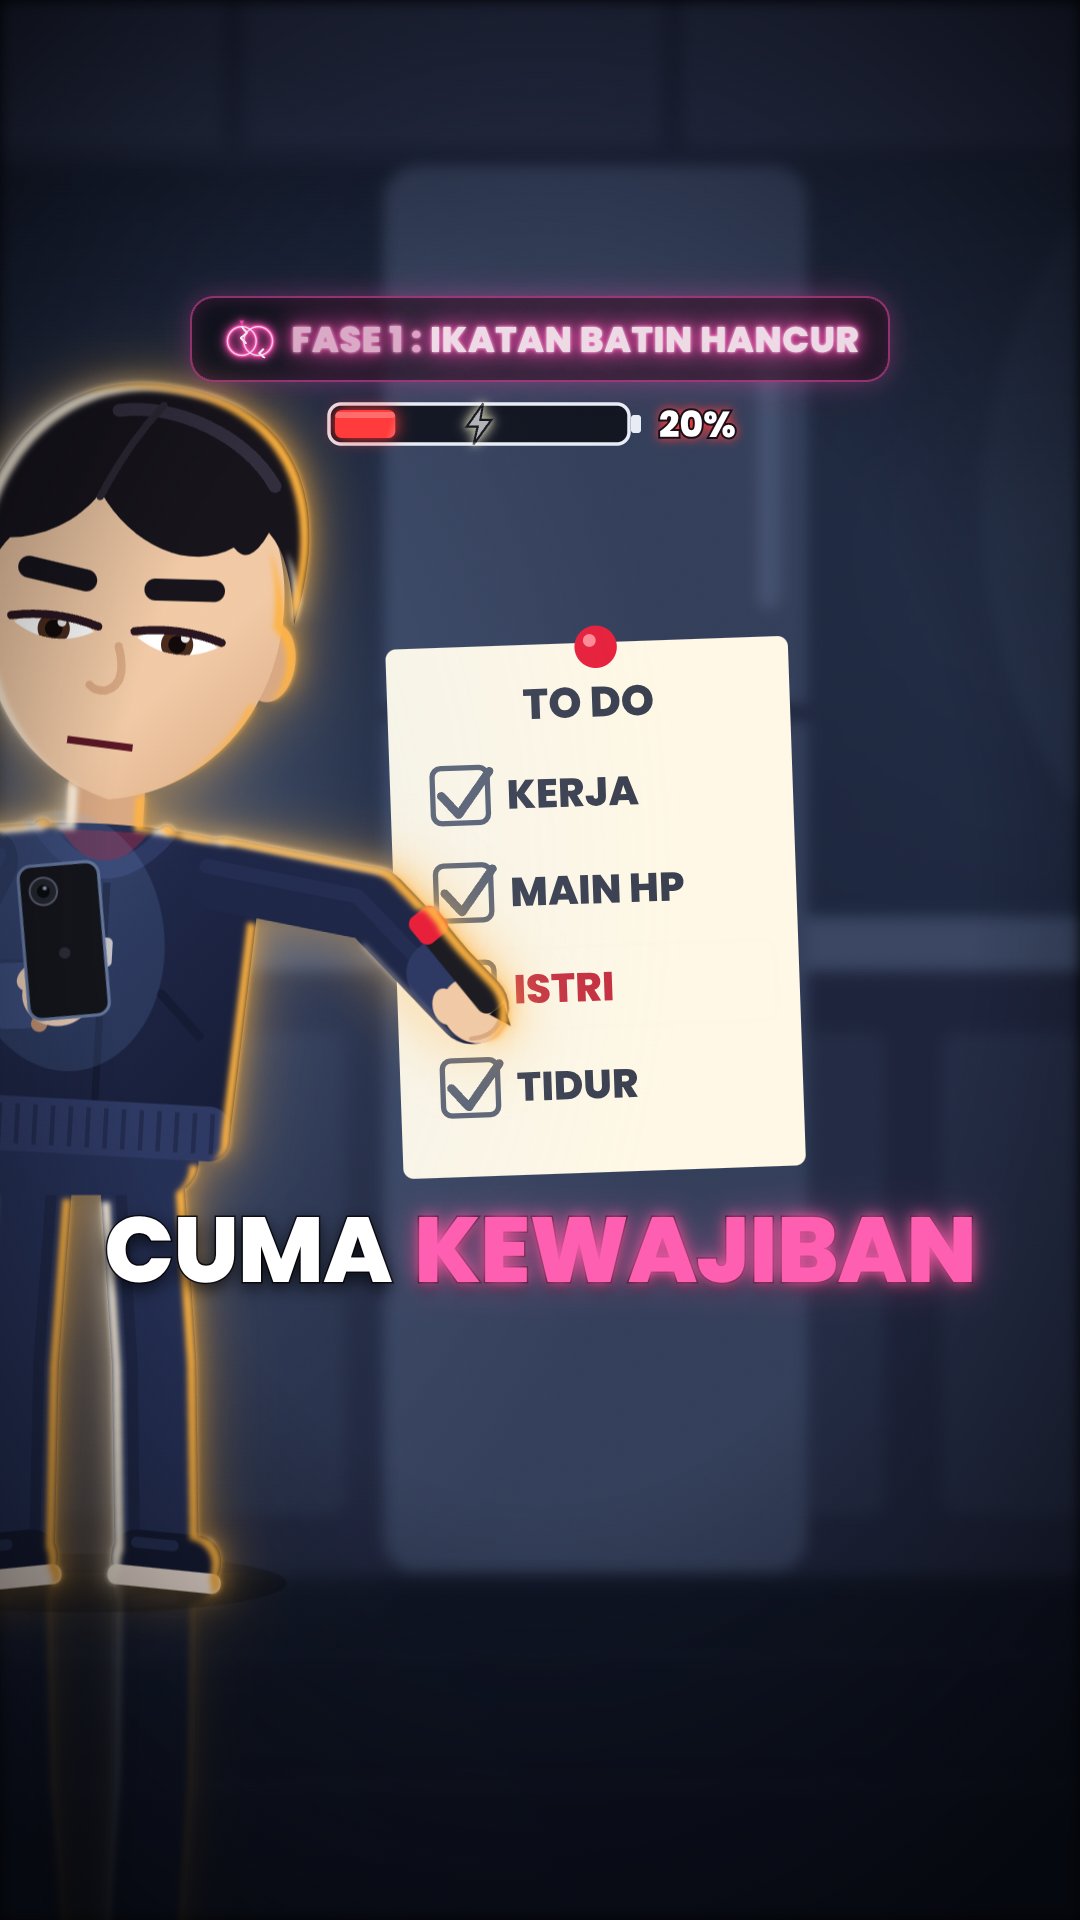 FASE 1 : IKATAN BATIN HANCUR
20%
TO DO
KERJA
MAIN HP
ISTRI
TIDUR
CUMA KEWAJIBAN